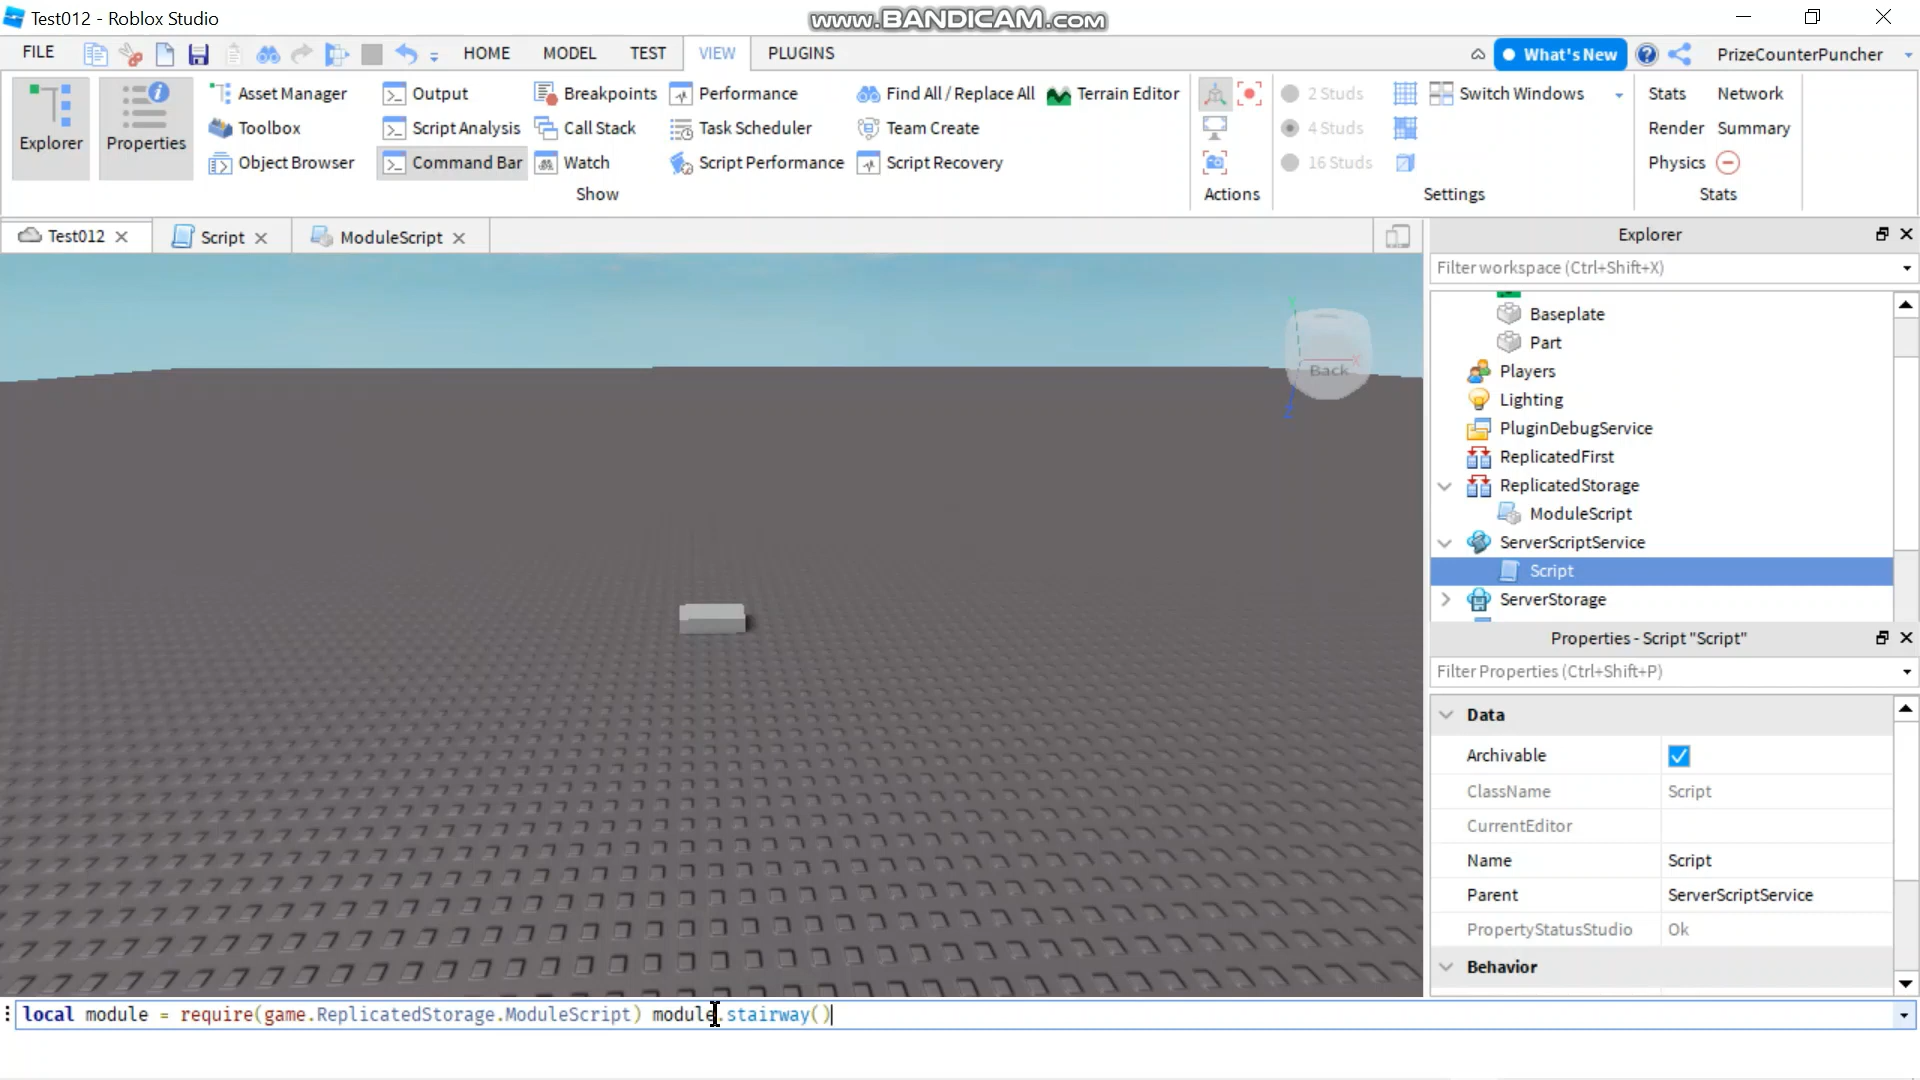 Test012 - Roblox Studio
www.BANDICAM.com
FILE
HOME
MODEL
TEST
VIEW
PLUGINS
What's New
PrizeCounterPuncher
Explorer
Properties
Asset Manager
Toolbox
Object Browser
Output
Script Analysis
Command Bar
Breakpoints
Call Stack
Watch
Performance
Task Scheduler
Script Performance
Find All / Replace All
Team Create
Script Recovery
Terrain Editor
Show
Actions
2 Studs
4 Studs
16 Studs
Switch Windows
Settings
Stats
Network
Render
Summary
Physics
Stats
Test012
Script
ModuleScript
Back
X
Explorer
Filter workspace (Ctrl+Shift+X)
Baseplate
Part
Players
Lighting
PluginDebugService
ReplicatedFirst
ReplicatedStorage
ModuleScript
ServerScriptService
Script
ServerStorage
Properties - Script "Script"
Filter Properties (Ctrl+Shift+P)
Data
Archivable
ClassName Script
CurrentEditor
Name Script
Parent ServerScriptService
PropertyStatusStudio Ok
Behavior
local module = require(game.ReplicatedStorage.ModuleScript) module.stairway()